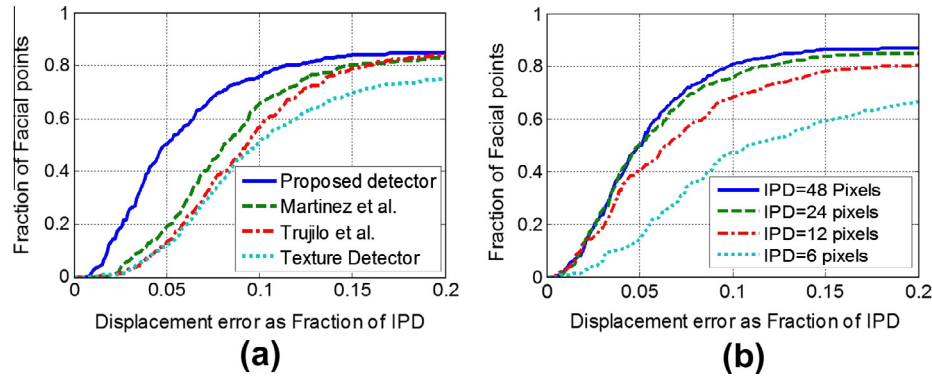 Fraction of Facial points
1
0.8
0.6
0.4
0.2
0
0 0.05 0.1 0.15 0.2
Proposed detector
Martinez et al.
Trujilo et al.
Texture Detector
Displacement error as Fraction of IPD
(a)
Fraction of Facial points
1
0.8
0.6
0.4
0.2
0
0 0.05 0.1 0.15 0.2
IPD=48 Pixels
IPD=24 pixels
IPD=12 pixels
IPD=6 pixels
Displacement error as Fraction of IPD
(b)